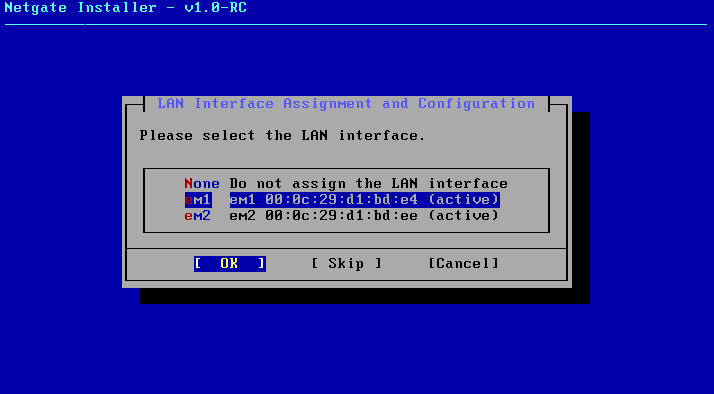 Netgate Installer - v1.0-RC
LAN Interface Assignment and Configuration
Please select the LAN interface.
None Do not assign the LAN interface
em1 em1 00:0c:29:d1:bd:e4 (active)
em2 em2 00:0c:29:d1:bd:ee (active)
[ OK ] [ Skip ] [Cancel]